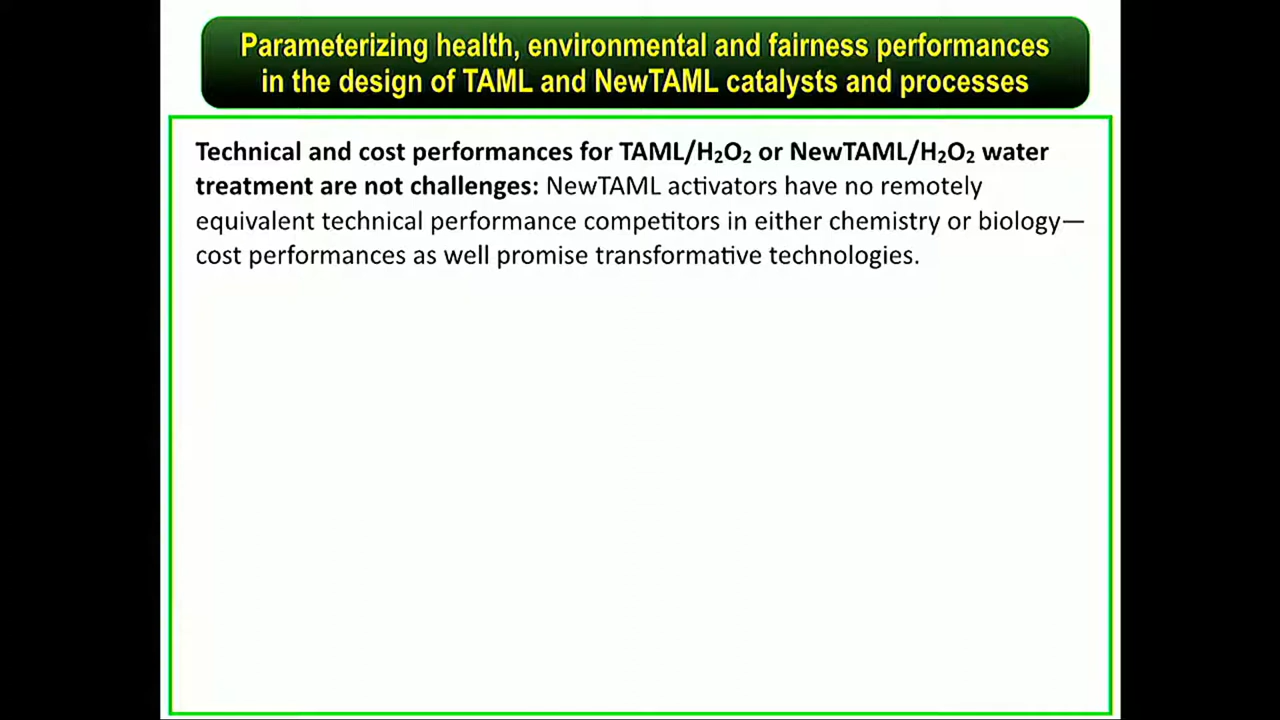 Parameterizing health, environmental and fairness performances
in the design of TAML and NewTAML catalysts and processes
Technical and cost performances for TAML/H₂O₂ or NewTAML/H₂O₂ water
treatment are not challenges: NewTAML activators have no remotely
equivalent technical performance competitors in either chemistry or biology—
cost performances as well promise transformative technologies.